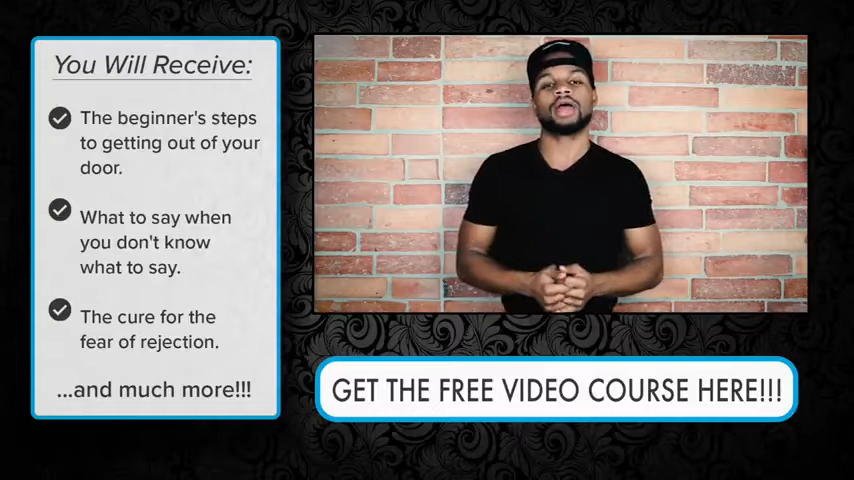 You Will Receive:
The beginner's steps
to getting out of your
door.
What to say when
you don't know
what to say.
The cure for the
fear of rejection.
...and much more!!!
GET THE FREE VIDEO COURSE HERE!!!